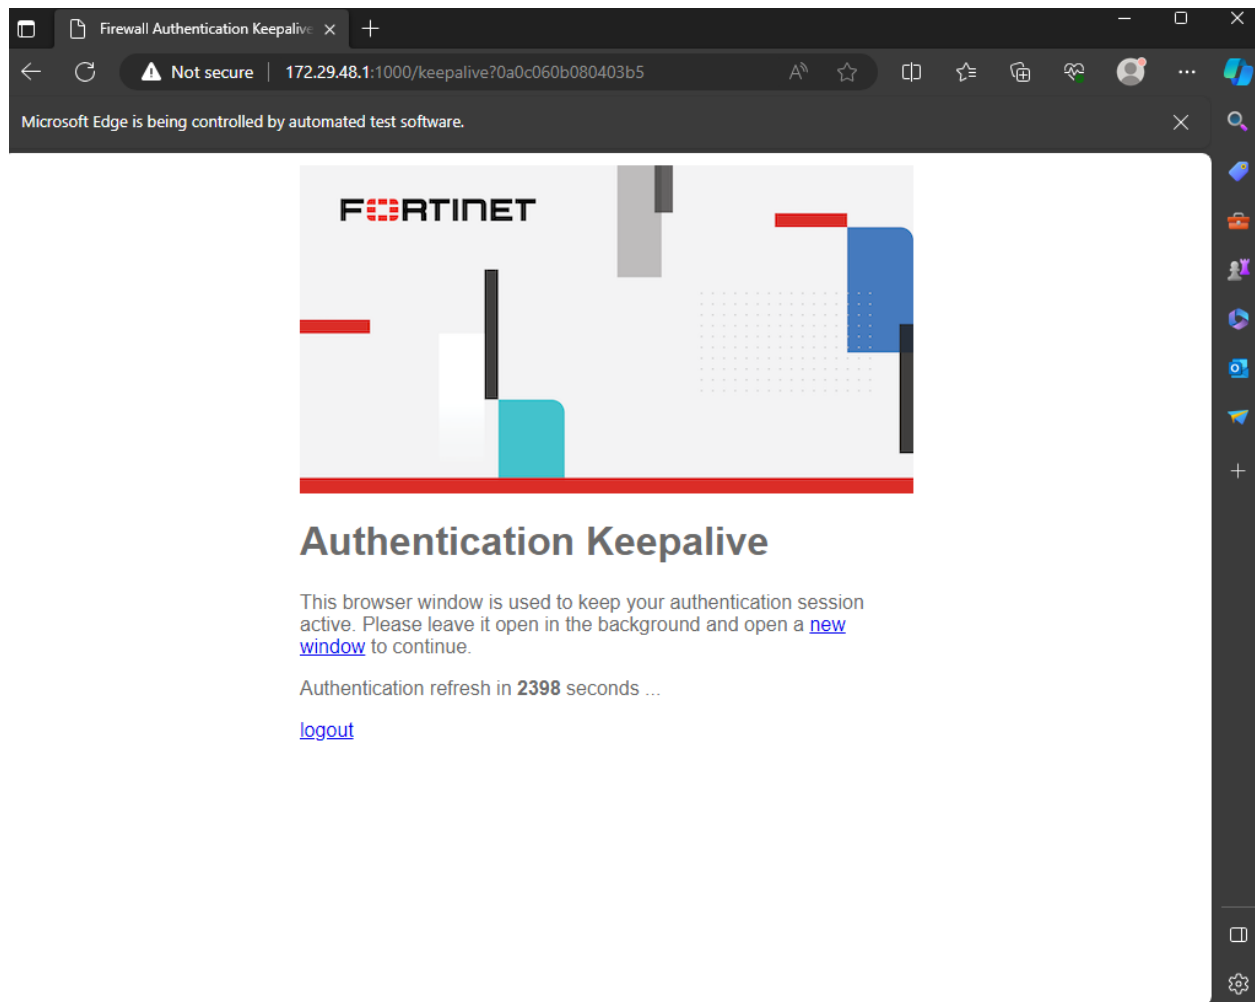 Firewall Authentication Keepalive
Not secure
172.29.48.1:1000/keepalive?0a0c060b080403b5
Microsoft Edge is being controlled by automated test software.
FORTINET
Authentication Keepalive
This browser window is used to keep your authentication session
active. Please leave it open in the background and open a new
window to continue.
Authentication refresh in 2398 seconds ...
logout